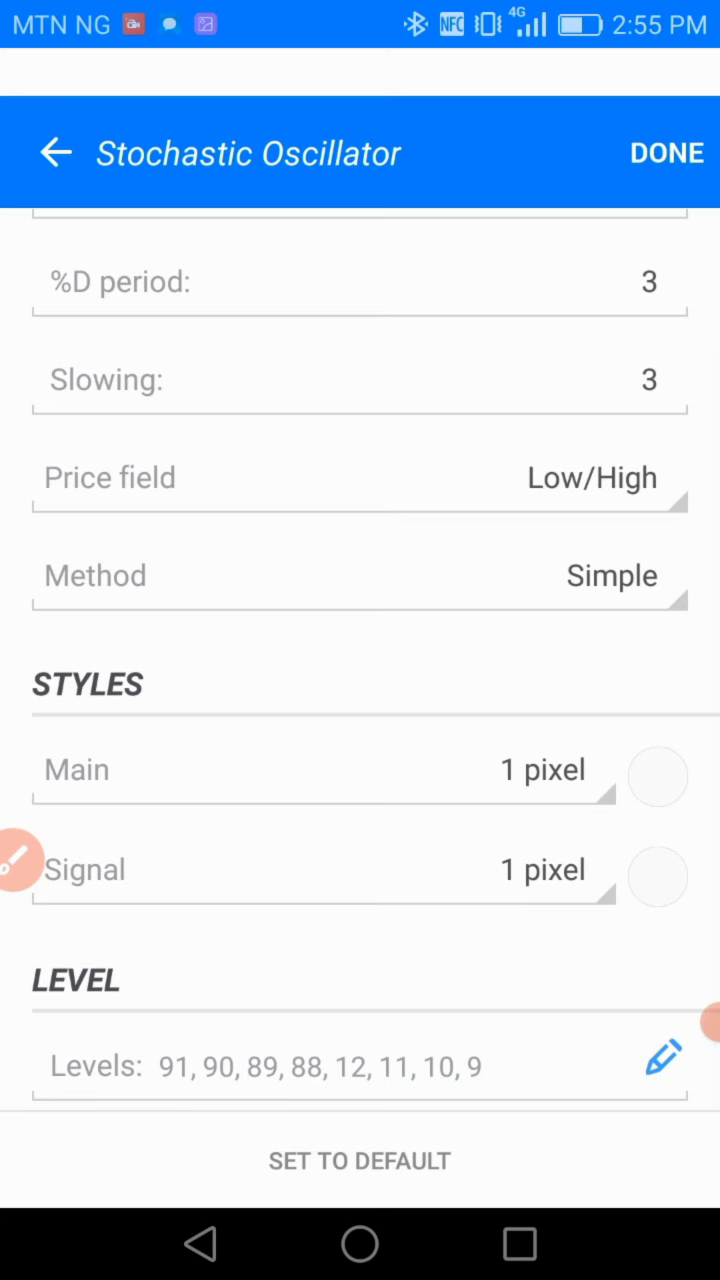 MTN NG NFC 4G 2:55 PM
Stochastic Oscillator DONE
%D period: 3
Slowing: 3
Price field Low/High
Method Simple
STYLES
Main 1 pixel
Signal 1 pixel
LEVEL
Levels: 91, 90, 89, 88, 12, 11, 10, 9
SET TO DEFAULT